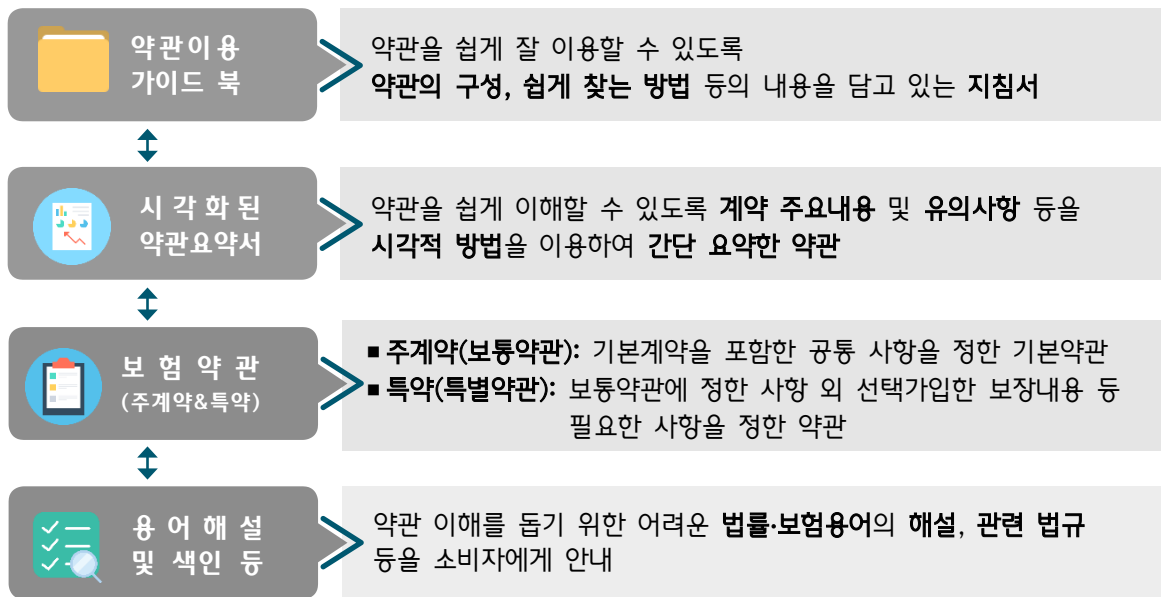 약관이용
가이드 북
약관을 쉽게 잘 이용할 수 있도록
약관의 구성, 쉽게 찾는 방법 등의 내용을 담고 있는 지침서
시각화된
약관요약서
약관을 쉽게 이해할 수 있도록 계약 주요내용 및 유의사항 등을
시각적 방법을 이용하여 간단 요약한 약관
보험약관
(주계약&특약)
▪ 주계약(보통약관): 기본계약을 포함한 공통 사항을 정한 기본약관
▪ 특약(특별약관): 보통약관에 정한 사항 외 선택가입한 보장내용 등
필요한 사항을 정한 약관
용어해설
및 색인 등
약관 이해를 돕기 위한 어려운 법률·보험용어의 해설, 관련 법규
등을 소비자에게 안내